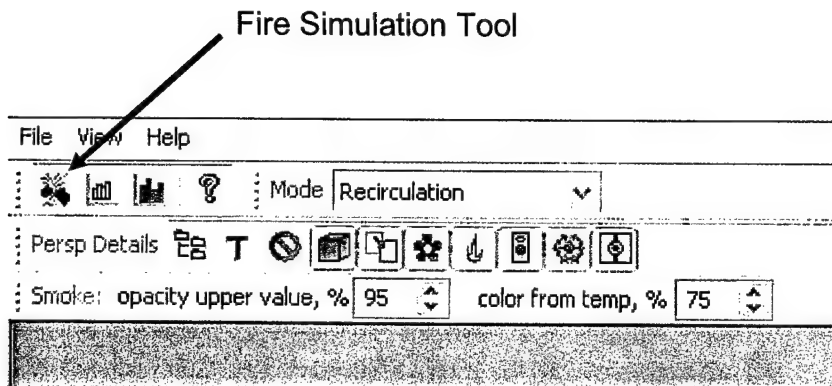 Fire Simulation Tool
File View Help
Mode Recirculation
Persp Details T
Smoke: opacity upper value, % 95 color from temp, % 75